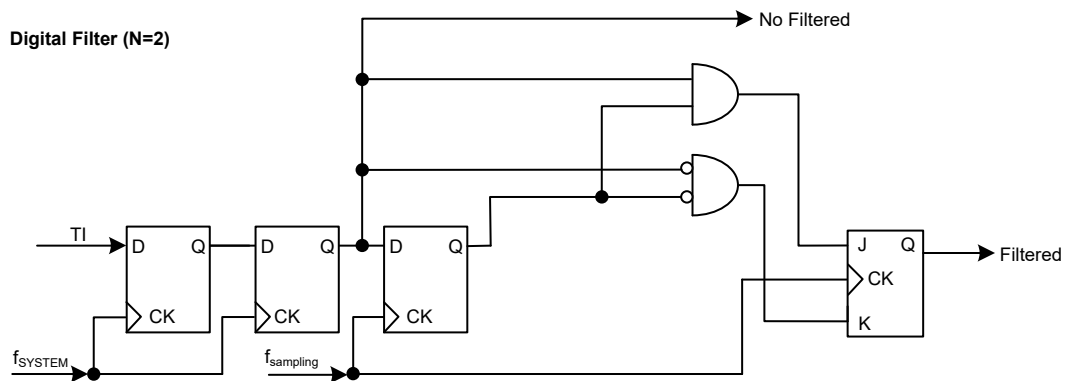 No Filtered
Digital Filter (N=2)
TI
D Q
D Q
D Q
J Q
Filtered
CK
CK
CK
CK
K
fSYSTEM
fsampling